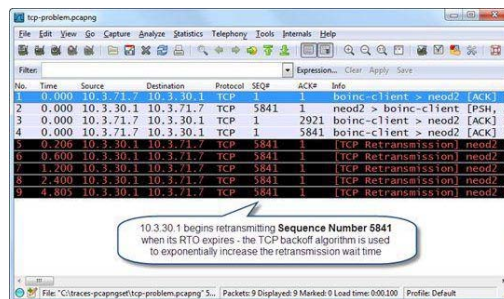 tcp-problem.pcapng
File Edit View Go Capture Analyze Statistics Telephony Tools Internals Help
Filter: Expression... Clear Apply Save
No. Time Source Destination Protocol SEQ# ACK# Info
1 0.000 10.3.71.7 10.3.30.1 TCP 1 1 boinc-client > neod2 [ACK]
2 0.000 10.3.30.1 10.3.71.7 TCP 5841 1 neod2 > boinc-client [PSH,
3 0.000 10.3.71.7 10.3.30.1 TCP 1 2921 boinc-client > neod2 [ACK]
4 0.000 10.3.71.7 10.3.30.1 TCP 1 5841 boinc-client > neod2 [ACK]
5 0.206 10.3.30.1 10.3.71.7 TCP 5841 1 [TCP Retransmission] neod2
6 0.600 10.3.30.1 10.3.71.7 TCP 5841 1 [TCP Retransmission] neod2
7 1.200 10.3.30.1 10.3.71.7 TCP 5841 1 [TCP Retransmission] neod2
8 2.400 10.3.30.1 10.3.71.7 TCP 5841 1 [TCP Retransmission] neod2
9 4.805 10.3.30.1 10.3.71.7 TCP 5841 1 [TCP Retransmission] neod2
10.3.30.1 begins retransmitting Sequence Number 5841
when its RTO expires - the TCP backoff algorithm is used
to exponentially increase the retransmission wait time
File: "C:\traces-pcapngset\tcp-problem.pcapng" 5... Packets: 9 Displayed: 9 Marked: 0 Load time: 0:00.100 Profile: Default